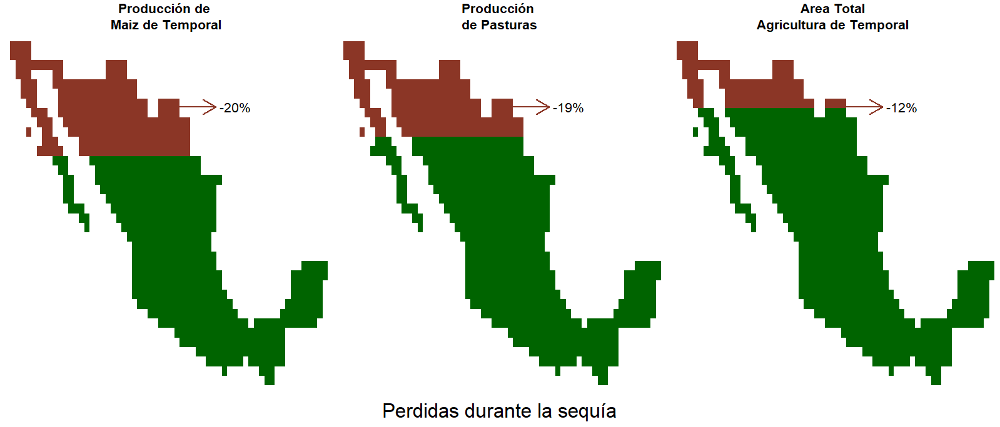 Producción de
Maiz de Temporal
Producción
de Pasturas
Area Total
Agricultura de Temporal
-20%
-19%
-12%
Perdidas durante la sequía